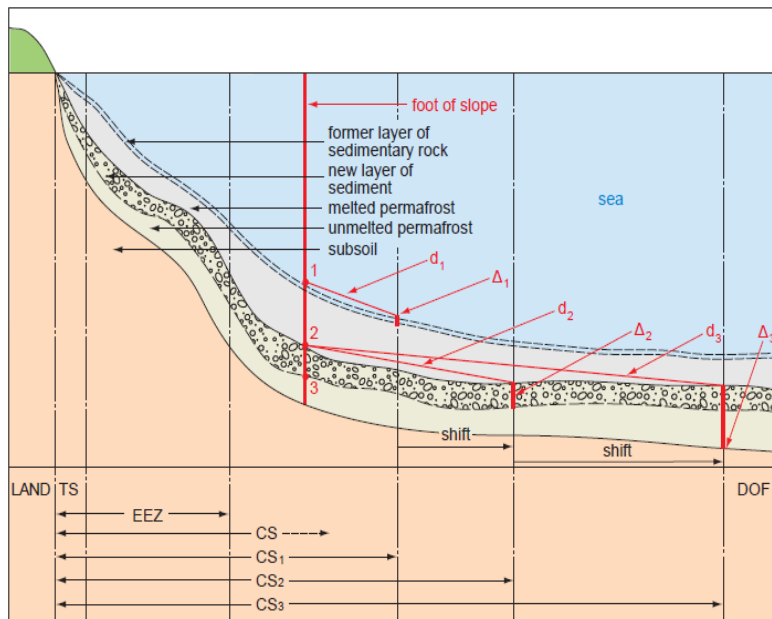 foot of slope
former layer of
sedimentary rock
new layer of
sediment
melted permafrost
unmelted permafrost
subsoil
sea
1
d1
Δ1
d2
Δ2
d3
Δ3
2
3
shift
shift
LAND
TS
DOF
EEZ
CS
CS1
CS2
CS3